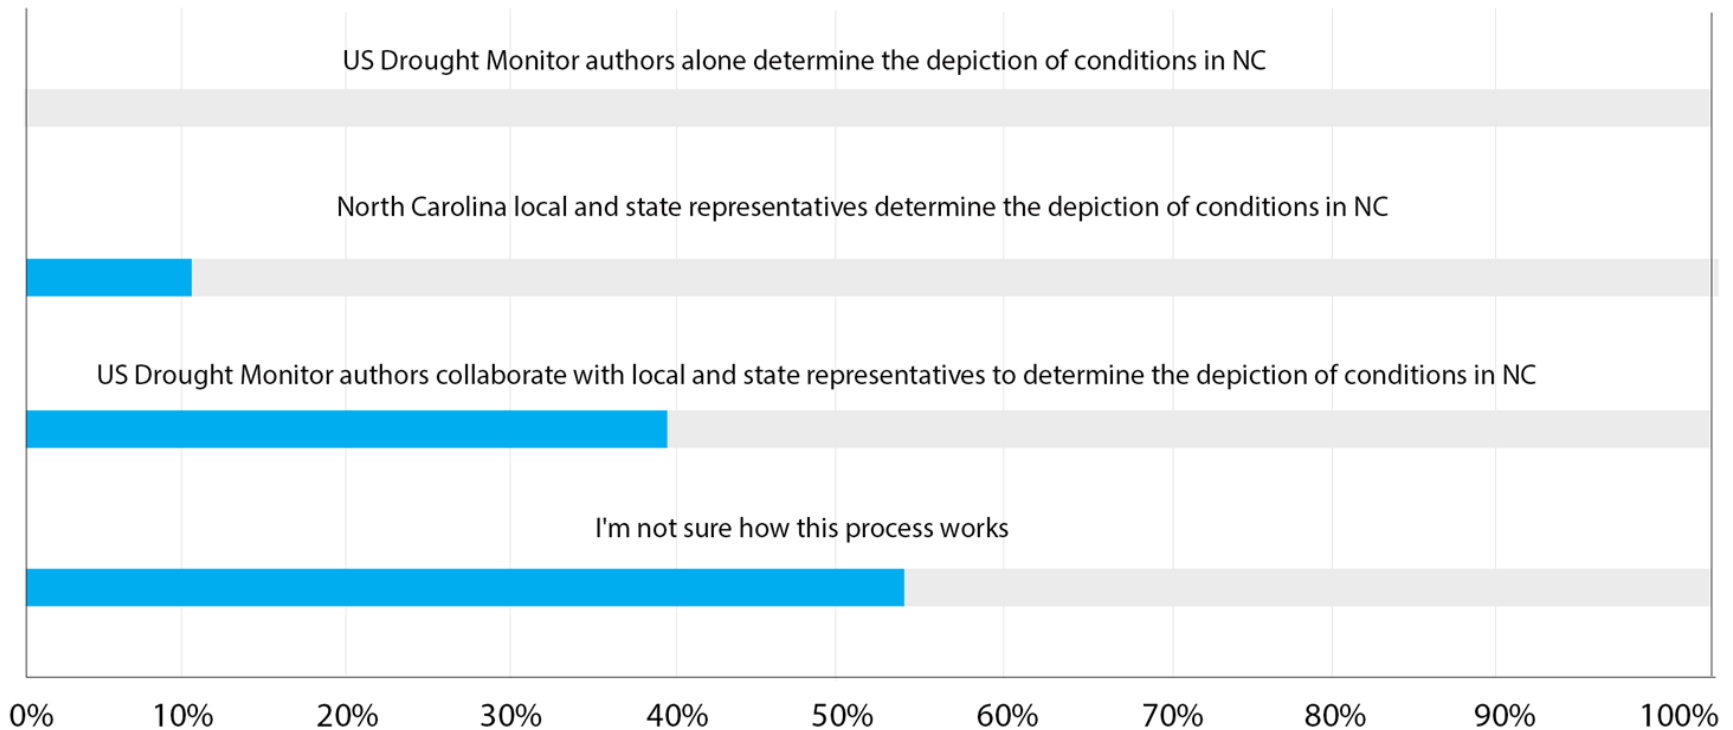 US Drought Monitor authors alone determine the depiction of conditions in NC
North Carolina local and state representatives determine the depiction of conditions in NC
US Drought Monitor authors collaborate with local and state representatives to determine the depiction of conditions in NC
I'm not sure how this process works
0% 10% 20% 30% 40% 50% 60% 70% 80% 90% 100%